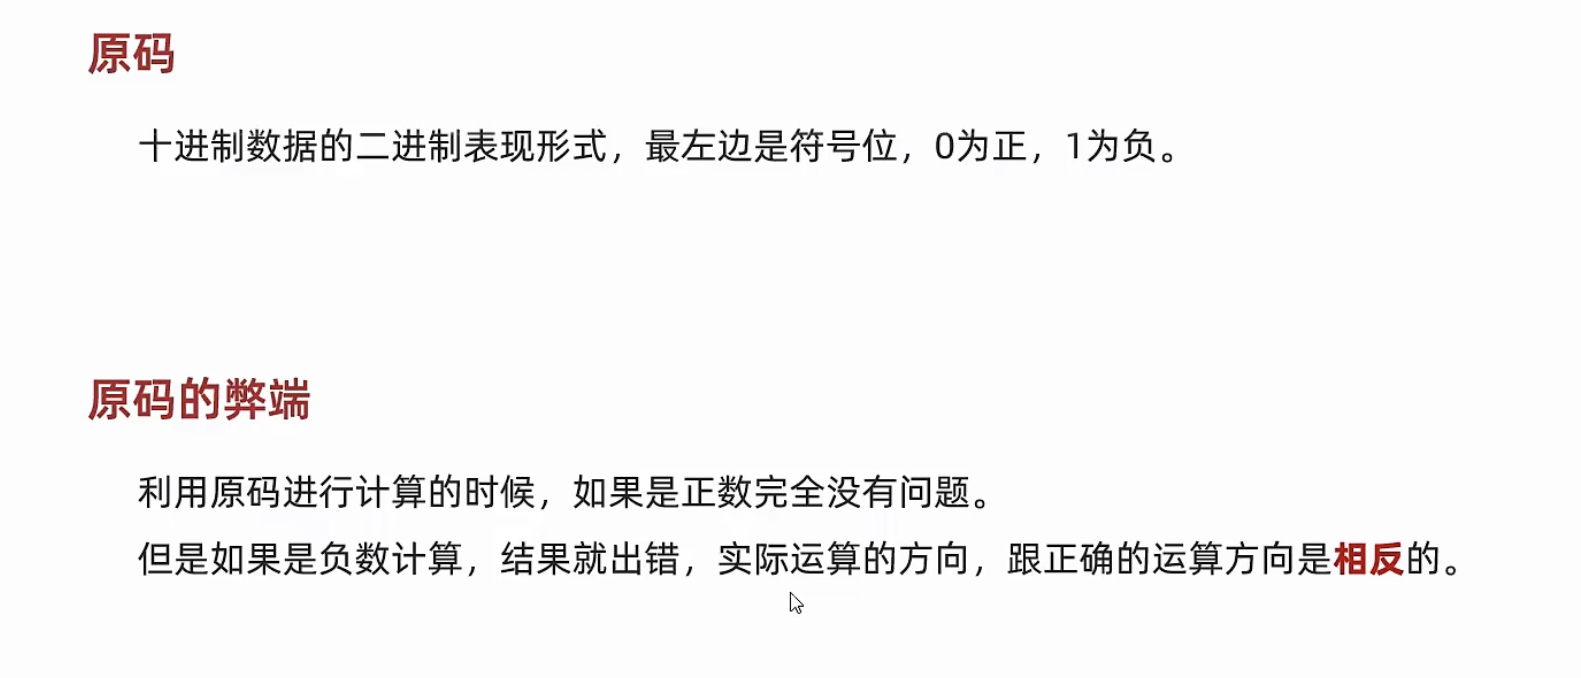 原码
十进制数据的二进制表现形式，最左边是符号位，0为正，1为负。
原码的弊端
利用原码进行计算的时候，如果是正数完全没有问题。
但是如果是负数计算，结果就出错，实际运算的方向，跟正确的运算方向是相反的。